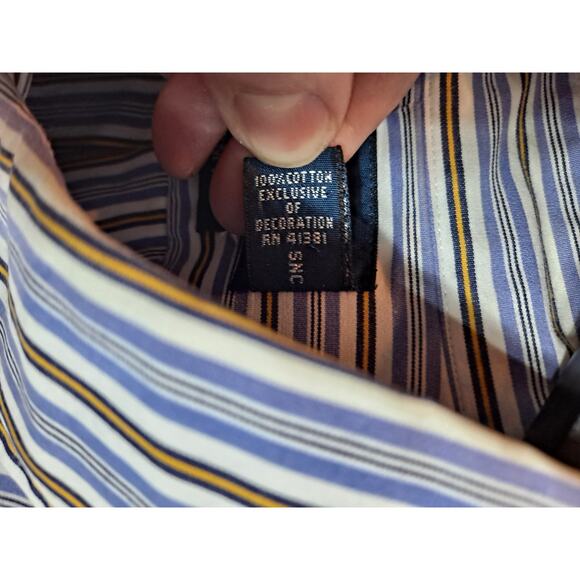 100% COTTON
EXCLUSIVE
OF
DECORATION
RN 41381
SNC